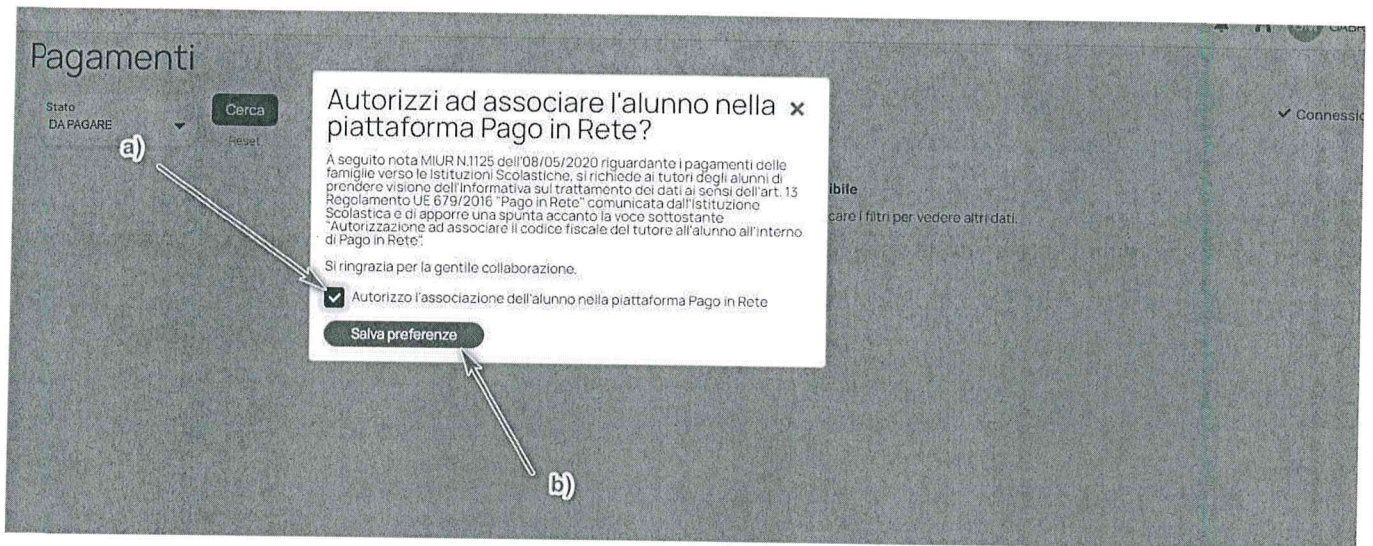 Pagamenti
Stato
DA PAGARE
Cerca
Reset
a)
Autorizzi ad associare l'alunno nella
piattaforma Pago in Rete?
A seguito nota MIUR N.1125 dell'08/05/2020 riguardante i pagamenti delle
famiglie verso le Istituzioni Scolastiche, si richiede ai tutori degli alunni di
prendere visione dell'Informativa sul trattamento dei dati ai sensi dell'art. 13
Regolamento UE 679/2016 "Pago in Rete" comunicata dall'istituzione
Scolastica e di apporre una spunta accanto la voce sottostante
"Autorizzazione ad associare il codice fiscale del tutore all'alunno all'interno
di Pago in Rete".
Si ringrazia per la gentile collaborazione.
Autorizzo l'associazione dell'alunno nella piattaforma Pago in Rete
Salva preferenze
b)
care i filtri per vedere altri dati.